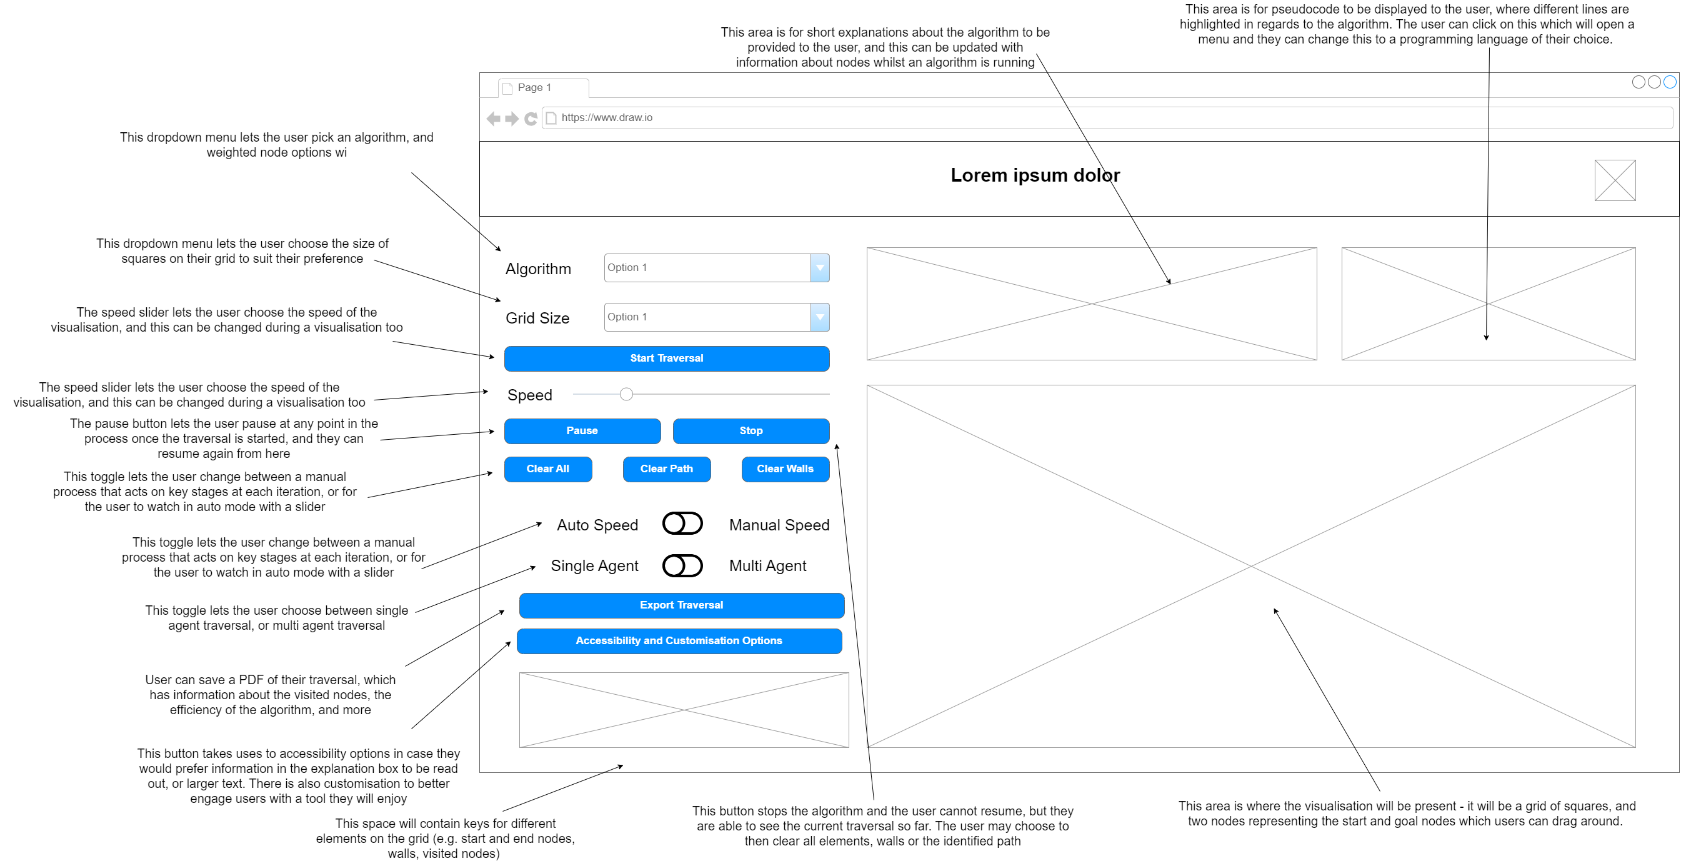 This area is for pseudocode to be displayed to the user, where different lines are
highlighted in regards to the algorithm. The user can click on this which will open a
menu and they can change this to a programming language of their choice.
This area is for short explanations about the algorithm to be
provided to the user, and this can be updated with
information about nodes whilst an algorithm is running
Page 1
https://www.draw.io
Lorem ipsum dolor
This dropdown menu lets the user pick an algorithm, and
weighted node options wi
This dropdown menu lets the user choose the size of
squares on their grid to suit their preference
The speed slider lets the user choose the speed of the
visualisation, and this can be changed during a visualisation too
The speed slider lets the user choose the speed of the
visualisation, and this can be changed during a visualisation too
The pause button lets the user pause at any point in the
process once the traversal is started, and they can
resume again from here
This toggle lets the user change between a manual
process that acts on key stages at each iteration, or for
the user to watch in auto mode with a slider
This toggle lets the user change between a manual
process that acts on key stages at each iteration, or for
the user to watch in auto mode with a slider
This toggle lets the user choose between single
agent traversal, or multi agent traversal
User can save a PDF of their traversal, which
has information about the visited nodes, the
efficiency of the algorithm, and more
This button takes uses to accessibility options in case they
would prefer information in the explanation box to be read
out, or larger text. There is also customisation to better
engage users with a tool they will enjoy
This space will contain keys for different
elements on the grid (e.g. start and end nodes,
walls, visited nodes)
Algorithm
Option 1
Grid Size
Option 1
Start Traversal
Speed
Pause
Stop
Clear All
Clear Path
Clear Walls
Auto Speed
Manual Speed
Single Agent
Multi Agent
Export Traversal
Accessibility and Customisation Options
This button stops the algorithm and the user cannot resume, but they
are able to see the current traversal so far. The user may choose to
then clear all elements, walls or the identified path
This area is where the visualisation will be present - it will be a grid of squares, and
two nodes representing the start and goal nodes which users can drag around.